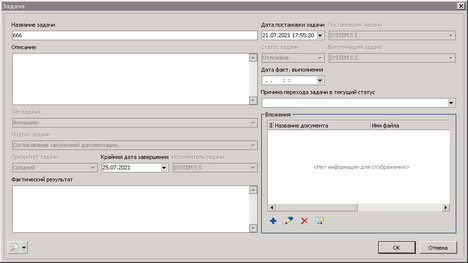 Задача
Название задачи
666
Дата постановки задачи
21.07.2021 17:55:20
Постановщик задачи
SYSTEM S S
Описание
Статус задачи
Отложена
Выполнивший задачу
SYSTEM S S
Дата факт. выполнения
. . : :
Причина перехода задачи в текущий статус
Тип задачи
Аукционы
Подтип задачи
Согласование закупочной документации
Приоритет задачи
Средний
Крайняя дата завершения
25.07.2021
Исполнитель задачи
SYSTEM S S
Фактический результат
Вложения
Название документа
Имя файла
<Нет информации для отображения>
OK
Отмена